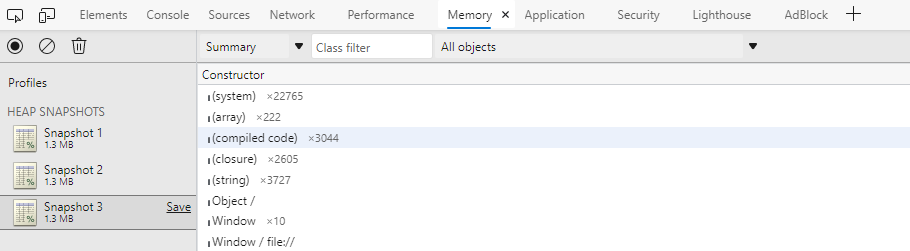 Elements Console Sources Network Performance Memory × Application Security Lighthouse AdBlock +
Summary ▼ Class filter All objects ▼
Profiles
HEAP SNAPSHOTS
Snapshot 1
1.3 MB
Snapshot 2
1.3 MB
Snapshot 3 Save
1.3 MB
Constructor
(system) ×22765
(array) ×222
(compiled code) ×3044
(closure) ×2605
(string) ×3727
Object /
Window ×10
Window / file://